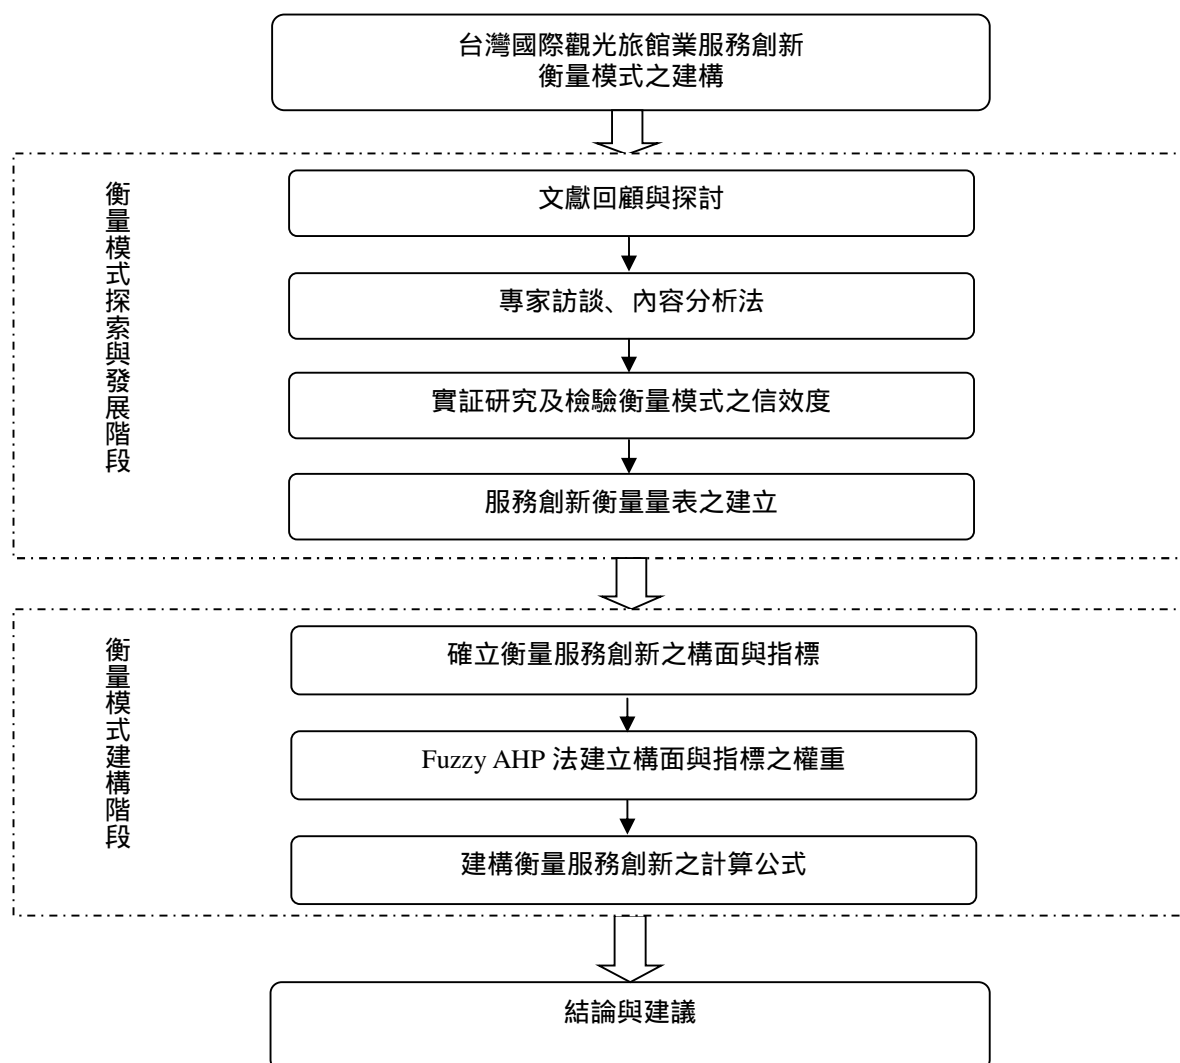 台灣國際觀光旅館業服務創新
衡量模式之建構
衡量模式探索與發展階段
文獻回顧與探討
專家訪談、內容分析法
實証研究及檢驗衡量模式之信效度
服務創新衡量量表之建立
衡量模式建構階段
確立衡量服務創新之構面與指標
Fuzzy AHP 法建立構面與指標之權重
建構衡量服務創新之計算公式
結論與建議